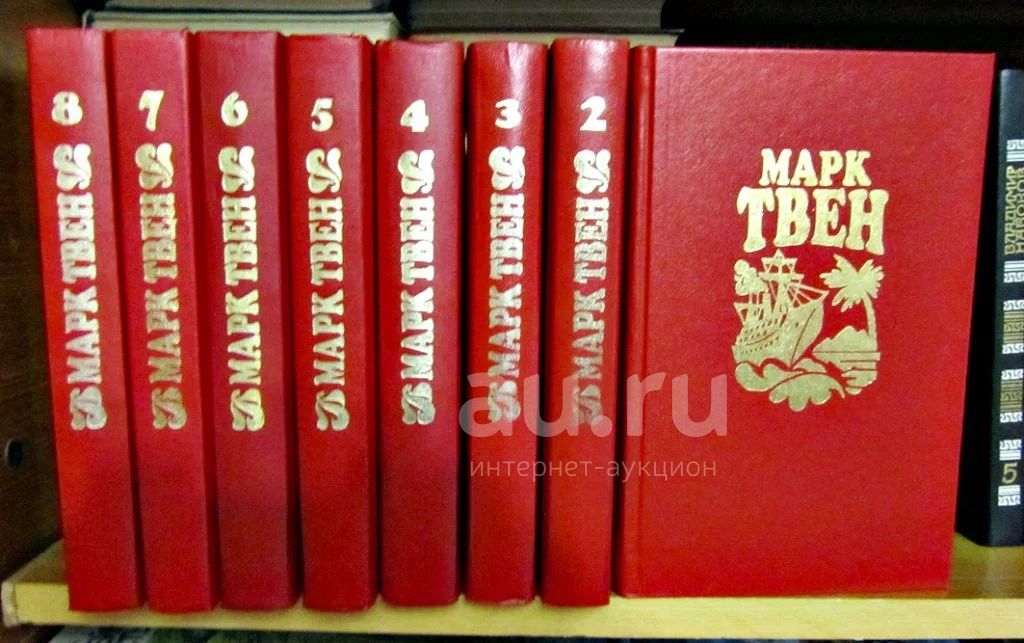 8
МАРК ТВЕН
7
МАРК ТВЕН
6
МАРК ТВЕН
5
МАРК ТВЕН
4
МАРК ТВЕН
3
МАРК ТВЕН
2
МАРК ТВЕН
МАРК
ТВЕН
au.ru
интернет-аукцион
5